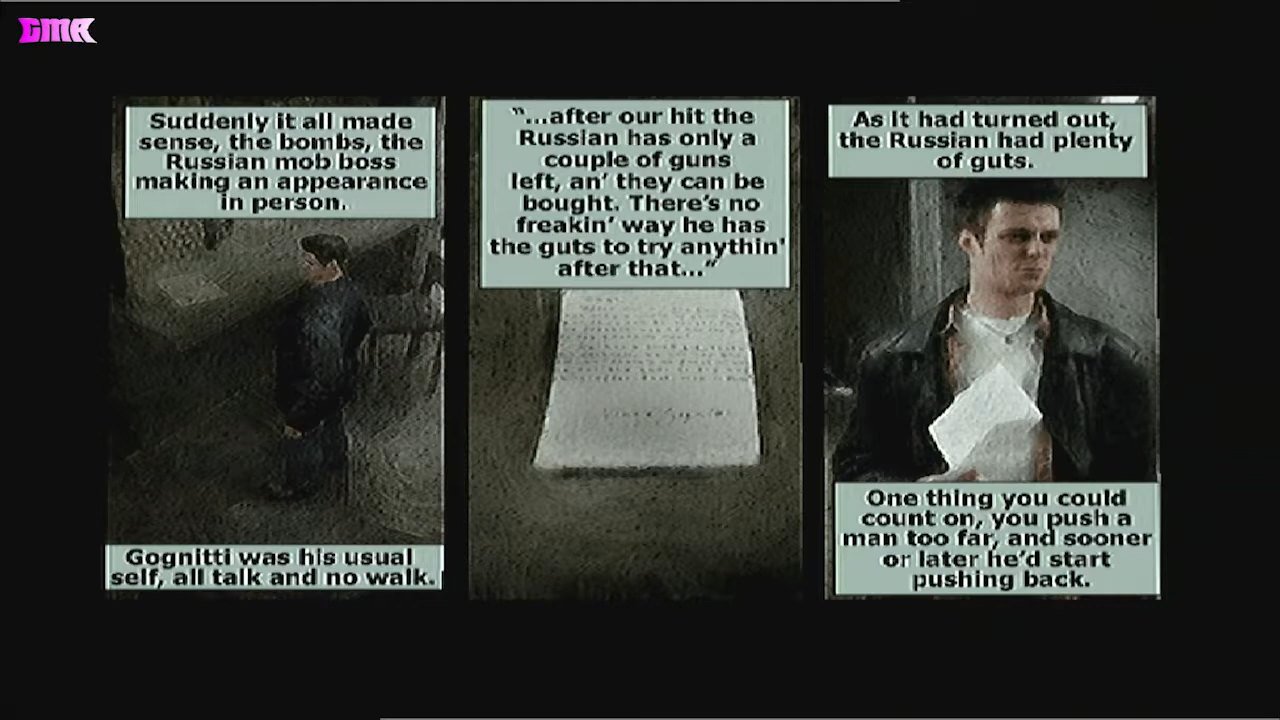 GMR
Suddenly it all made
sense, the bombs, the
Russian mob boss
making an appearance
in person.
Gognitti was his usual
self, all talk and no walk.
“...after our hit the
Russian has only a
couple of guns
left, an’ they can be
bought. There’s no
freakin’ way he has
the guts to try anythin'
after that...”
As it had turned out,
the Russian had plenty
of guts.
One thing you could
count on, you push a
man too far, and sooner
or later he’d start
pushing back.